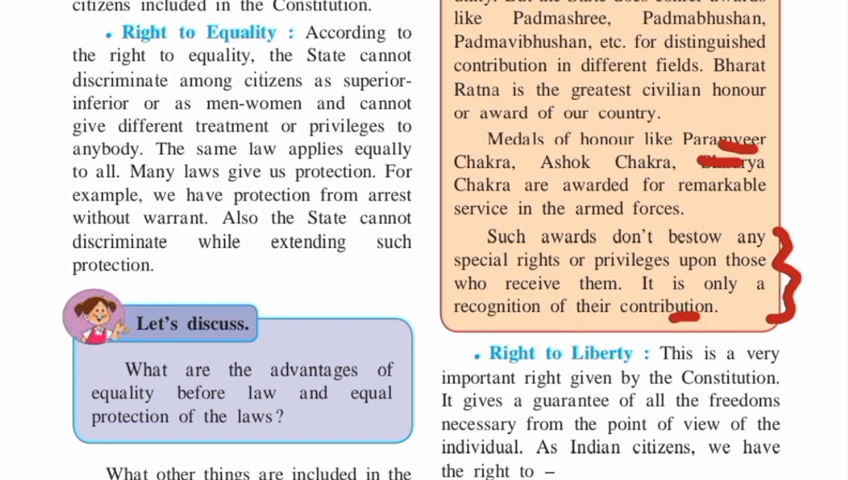 citizens included in the Constitution.
• Right to Equality : According to
the right to equality, the State cannot
discriminate among citizens as superior-
inferior or as men-women and cannot
give different treatment or privileges to
anybody. The same law applies equally
to all. Many laws give us protection. For
example, we have protection from arrest
without warrant. Also the State cannot
discriminate while extending such
protection.
Let's discuss.
What are the advantages of
equality before law and equal
protection of the laws?
What other things are included in the
like Padmashree, Padmabhushan,
Padmavibhushan, etc. for distinguished
contribution in different fields. Bharat
Ratna is the greatest civilian honour
or award of our country.
Medals of honour like Paramveer
Chakra, Ashok Chakra,
Chakra are awarded for remarkable
service in the armed forces.
Such awards don't bestow any
special rights or privileges upon those
who receive them. It is only a
recognition of their contribution.
• Right to Liberty : This is a very
important right given by the Constitution.
It gives a guarantee of all the freedoms
necessary from the point of view of the
individual. As Indian citizens, we have
the right to –